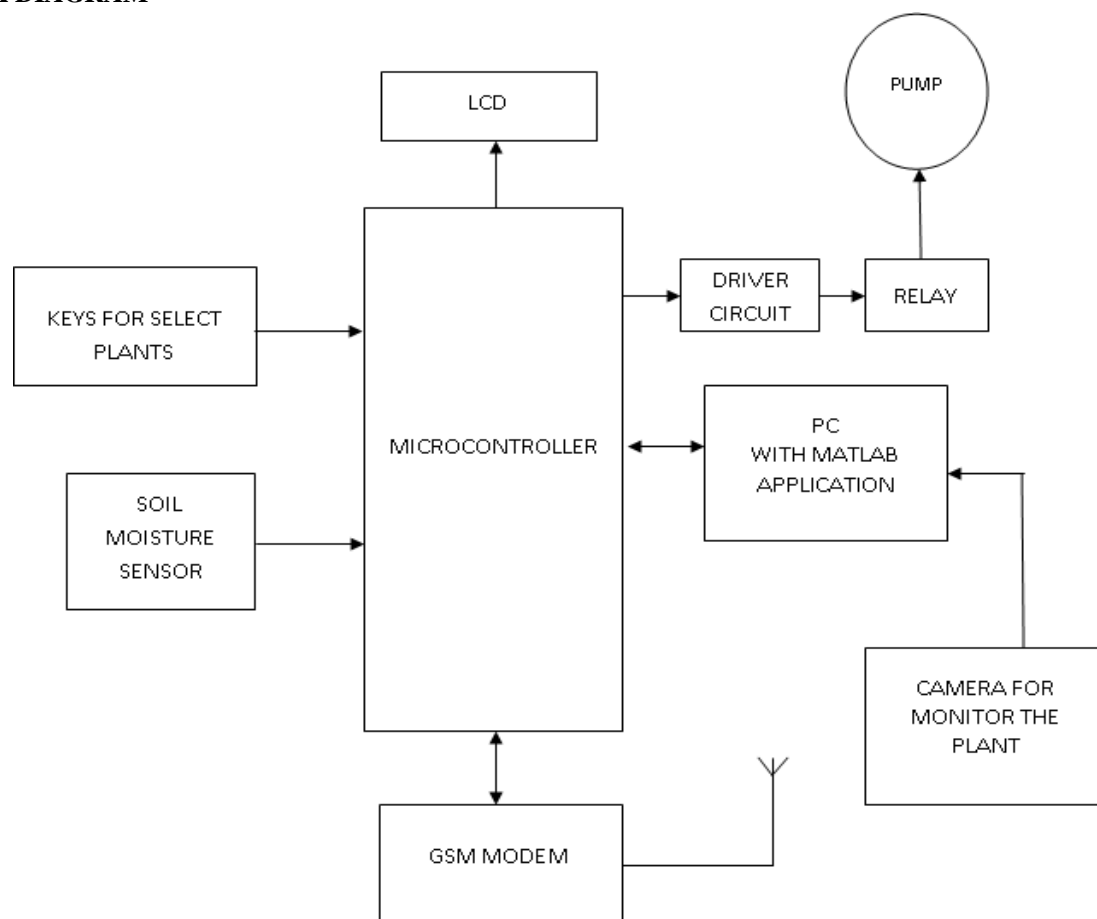 DIAGRAM
LCD
PUMP
KEYS FOR SELECT
PLANTS
DRIVER
CIRCUIT
RELAY
MICROCONTROLLER
PC
WITH MATLAB
APPLICATION
SOIL
MOISTURE
SENSOR
CAMERA FOR
MONITOR THE
PLANT
GSM MODEM